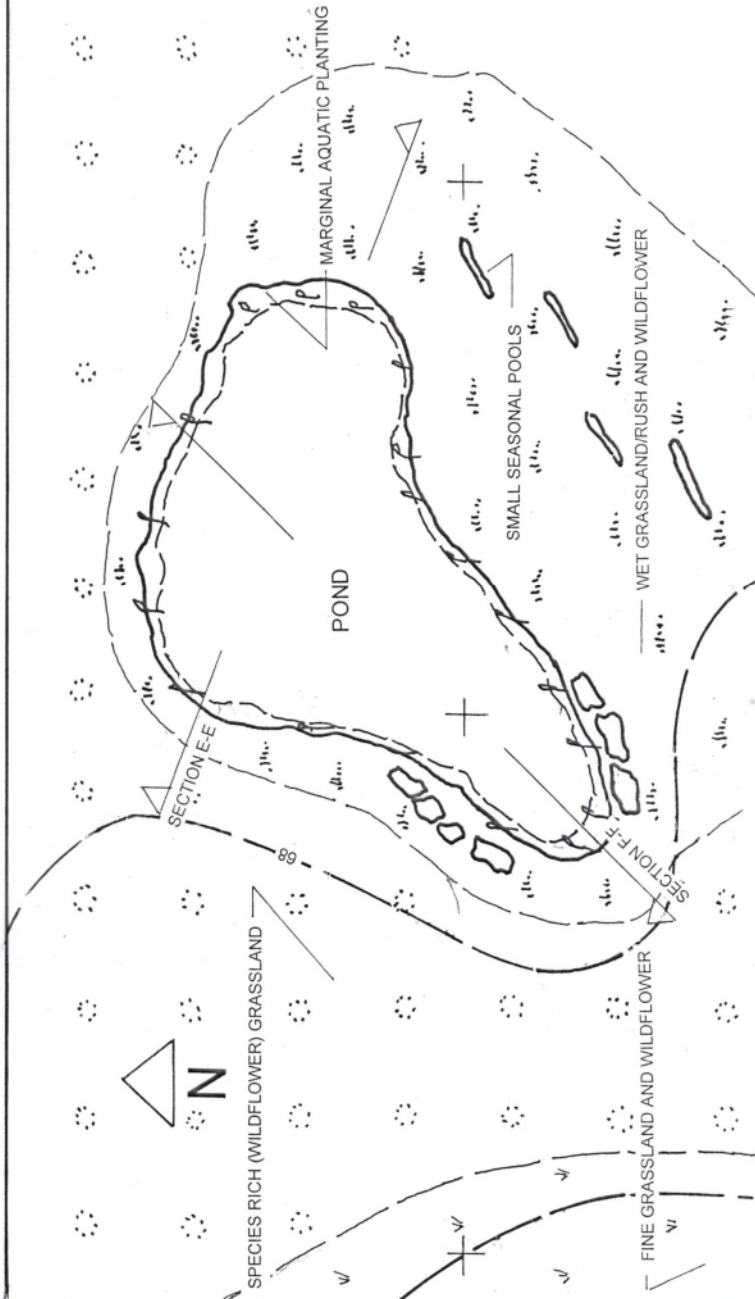 N
SPECIES RICH (WILDFLOWER) GRASSLAND
FINE GRASSLAND AND WILDFLOWER
68
SECTION E-E
SECTION F-F
POND
MARGINAL AQUATIC PLANTING
SMALL SEASONAL POOLS
WET GRASSLAND/RUSH AND WILDFLOWER